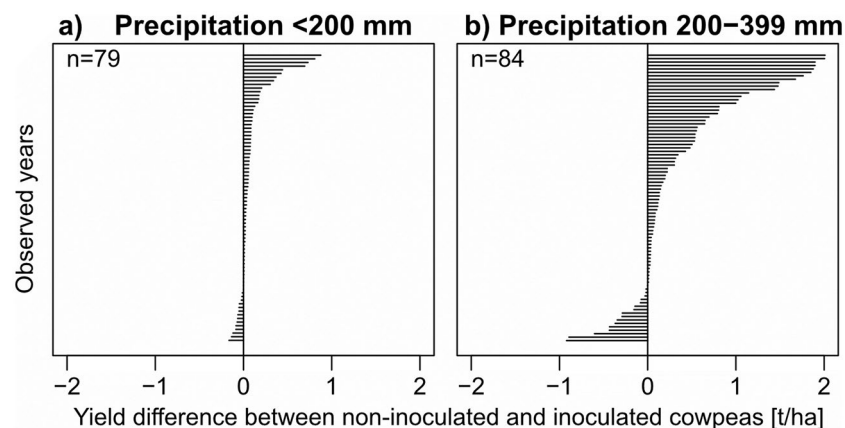 a) Precipitation <200 mm
b) Precipitation 200−399 mm
n=79
n=84
Observed years
−2 −1 0 1 2
−2 −1 0 1 2
Yield difference between non-inoculated and inoculated cowpeas [t/ha]